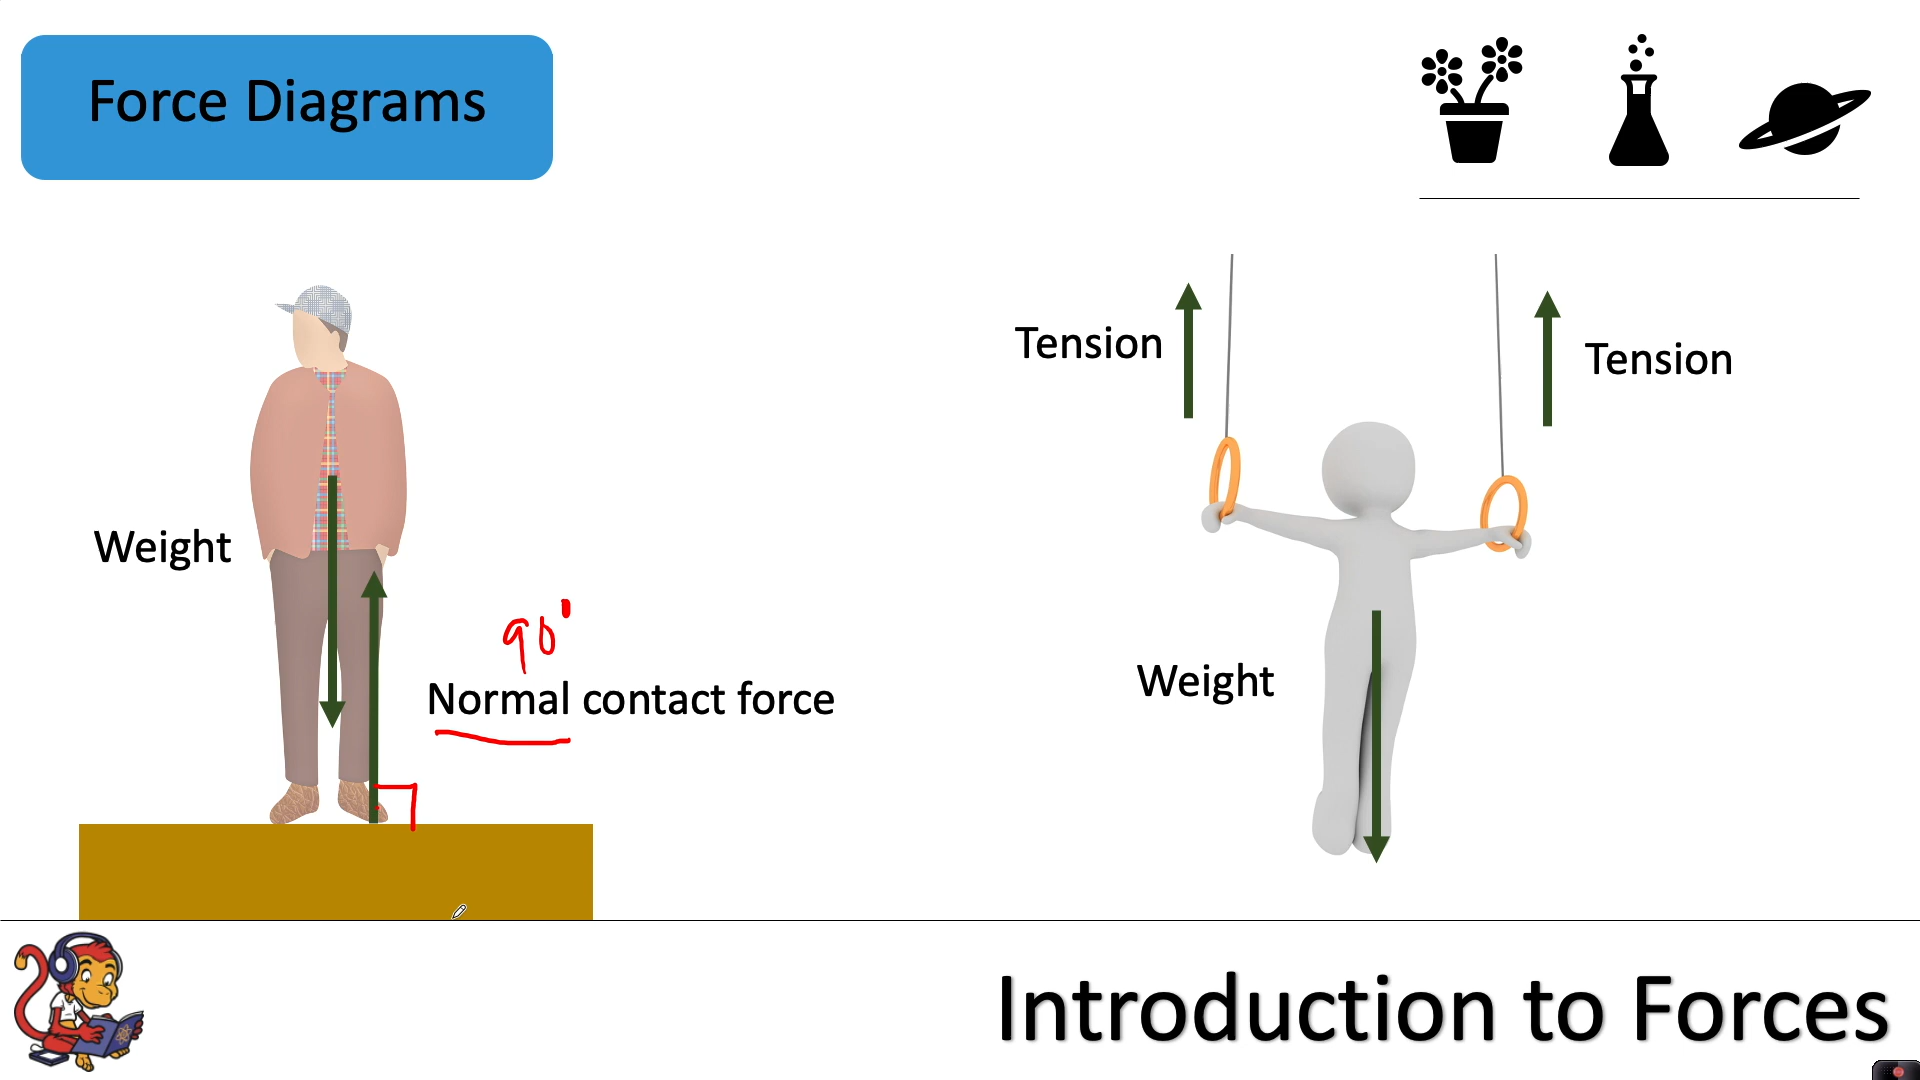 Force Diagrams
Tension
Tension
Weight
90°
Normal contact force
Weight
Introduction to Forces